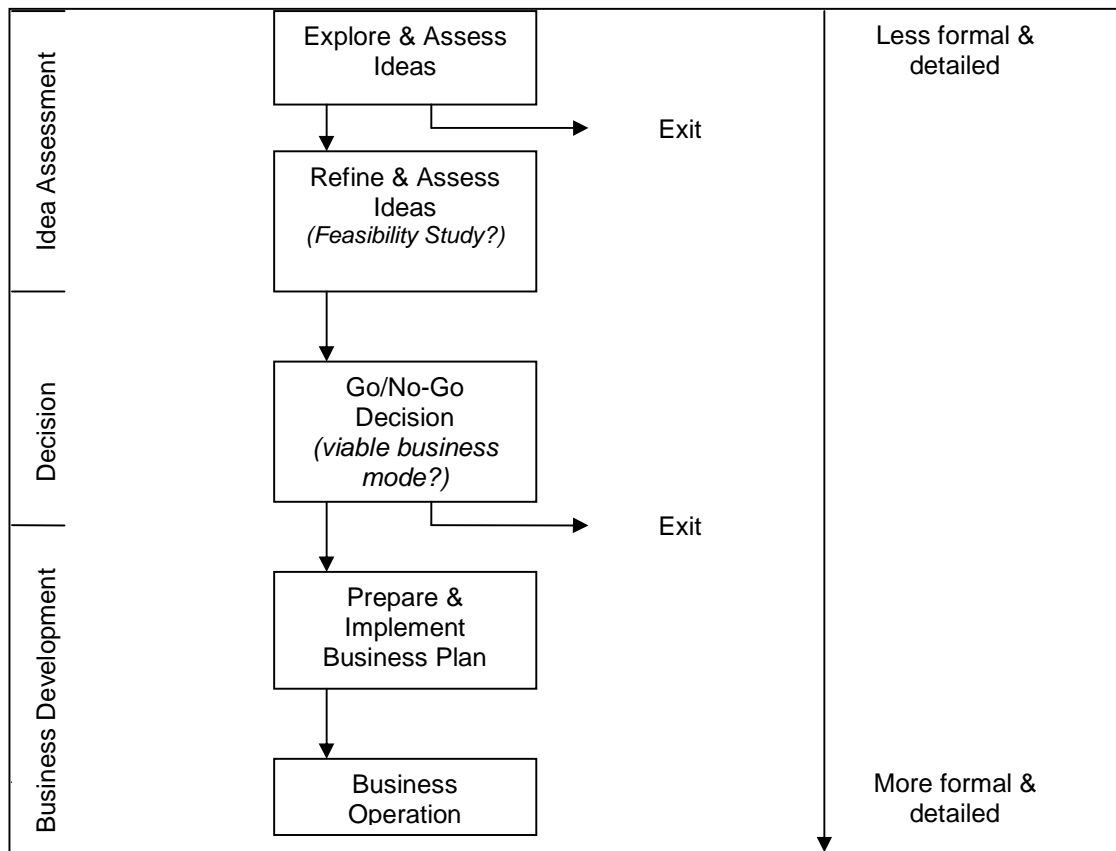 Explore & Assess
Ideas
Less formal &
detailed
Exit
Idea Assessment
Refine & Assess
Ideas
(Feasibility Study?)
Decision
Go/No-Go
Decision
(viable business
mode?)
Exit
Business Development
Prepare &
Implement
Business Plan
Business
Operation
More formal &
detailed